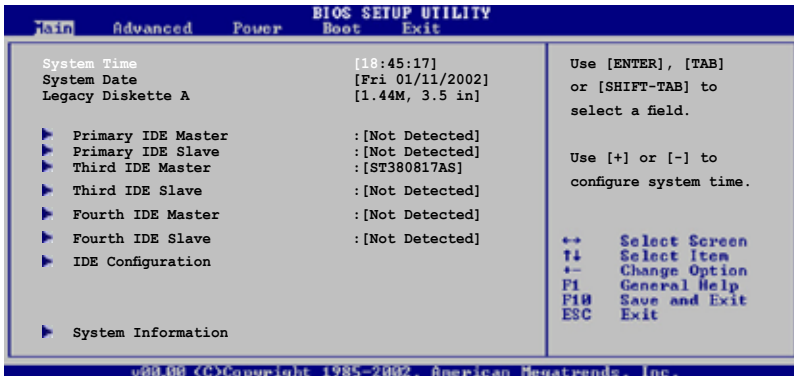 BIOS SETUP UTILITY
Main Advanced Power Boot Exit
System Time [18:45:17]
System Date [Fri 01/11/2002]
Legacy Diskette A [1.44M, 3.5 in]
Primary IDE Master :[Not Detected]
Primary IDE Slave :[Not Detected]
Third IDE Master :[ST380817AS]
Third IDE Slave :[Not Detected]
Fourth IDE Master :[Not Detected]
Fourth IDE Slave :[Not Detected]
IDE Configuration
System Information
Use [ENTER], [TAB]
or [SHIFT-TAB] to
select a field.
Use [+] or [-] to
configure system time.
↔ Select Screen
↑↓ Select Item
+- Change Option
F1 General Help
F10 Save and Exit
ESC Exit
v00.00 (C)Copyright 1985-2002, American Megatrends, Inc.